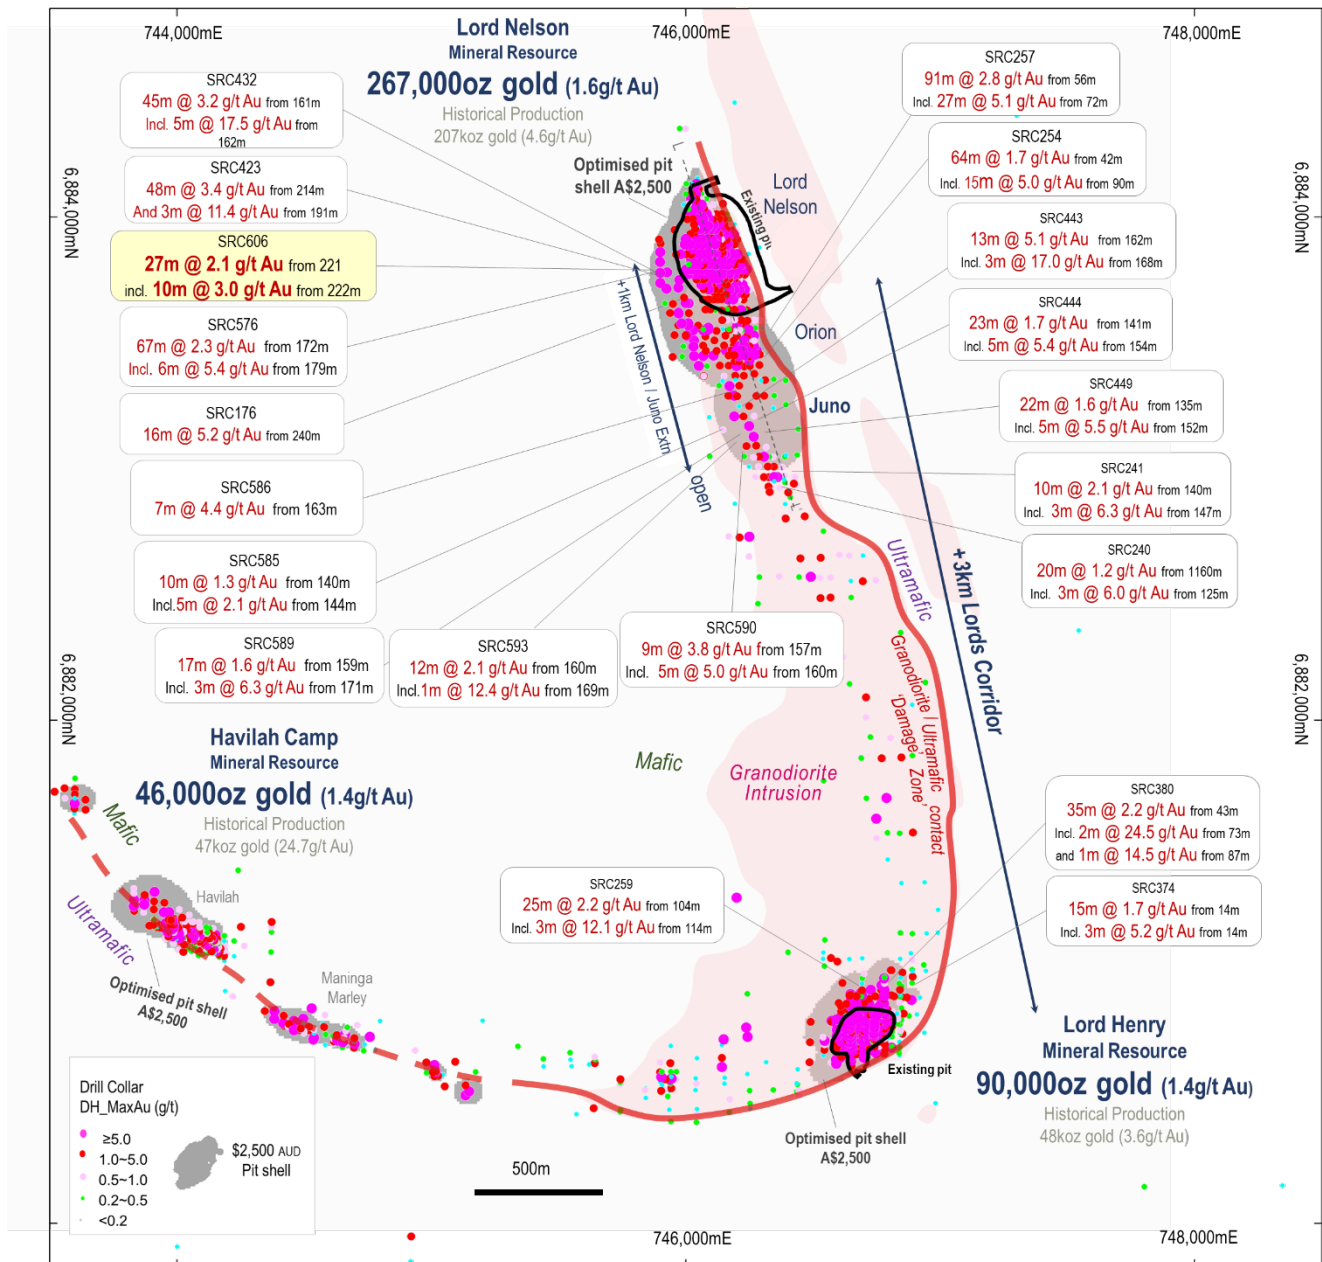 744,000mE
746,000mE
748,000mE
Lord Nelson
Mineral Resource
267,000oz gold (1.6g/t Au)
Historical Production
207koz gold (4.6g/t Au)
SRC432
45m @ 3.2 g/t Au from 161m
Incl. 5m @ 17.5 g/t Au from
162m
SRC423
48m @ 3.4 g/t Au from 214m
And 3m @ 11.4 g/t Au from 191m
SRC606
27m @ 2.1 g/t Au from 221
incl. 10m @ 3.0 g/t Au from 222m
SRC576
67m @ 2.3 g/t Au from 172m
Incl. 6m @ 5.4 g/t Au from 179m
SRC176
16m @ 5.2 g/t Au from 240m
SRC586
7m @ 4.4 g/t Au from 163m
SRC585
10m @ 1.3 g/t Au from 140m
Incl.5m @ 2.1 g/t Au from 144m
SRC589
17m @ 1.6 g/t Au from 159m
Incl. 3m @ 6.3 g/t Au from 171m
SRC593
12m @ 2.1 g/t Au from 160m
Incl.1m @ 12.4 g/t Au from 169m
SRC590
9m @ 3.8 g/t Au from 157m
Incl. 5m @ 5.0 g/t Au from 160m
SRC257
91m @ 2.8 g/t Au from 56m
Incl. 27m @ 5.1 g/t Au from 72m
SRC254
64m @ 1.7 g/t Au from 42m
Incl. 15m @ 5.0 g/t Au from 90m
SRC443
13m @ 5.1 g/t Au from 162m
Incl. 3m @ 17.0 g/t Au from 168m
SRC444
23m @ 1.7 g/t Au from 141m
Incl. 5m @ 5.4 g/t Au from 154m
SRC449
22m @ 1.6 g/t Au from 135m
Incl. 5m @ 5.5 g/t Au from 152m
SRC241
10m @ 2.1 g/t Au from 140m
Incl. 3m @ 6.3 g/t Au from 147m
SRC240
20m @ 1.2 g/t Au from 1160m
Incl. 3m @ 6.0 g/t Au from 125m
6,884,000mN
6,884,000mN
Optimised pit
shell A$2,500
L
Existing pit
Lord
Nelson
Orion
Juno
+1km Lord Nelson / Juno Extn
open
L'
Ultramafic
+3km Lords Corridor
Granodiorite / Ultramafic contact
'Damage' Zone'
6,882,000mN
6,882,000mN
Havilah Camp
Mineral Resource
46,000oz gold (1.4g/t Au)
Historical Production
47koz gold (24.7g/t Au)
Mafic
Granodiorite
Intrusion
Mafic
Ultramafic
Havilah
Optimised pit shell
A$2,500
Maninga
Marley
SRC380
35m @ 2.2 g/t Au from 43m
Incl. 2m @ 24.5 g/t Au from 73m
and 1m @ 14.5 g/t Au from 87m
SRC259
25m @ 2.2 g/t Au from 104m
Incl. 3m @ 12.1 g/t Au from 114m
SRC374
15m @ 1.7 g/t Au from 14m
Incl. 3m @ 5.2 g/t Au from 14m
Existing pit
Lord Henry
Mineral Resource
90,000oz gold (1.4g/t Au)
Historical Production
48koz gold (3.6g/t Au)
Optimised pit shell
A$2,500
Drill Collar
DH_MaxAu (g/t)
≥5.0
1.0~5.0
0.5~1.0
0.2~0.5
<0.2
$2,500 AUD
Pit shell
500m
746,000mE
748,000mE